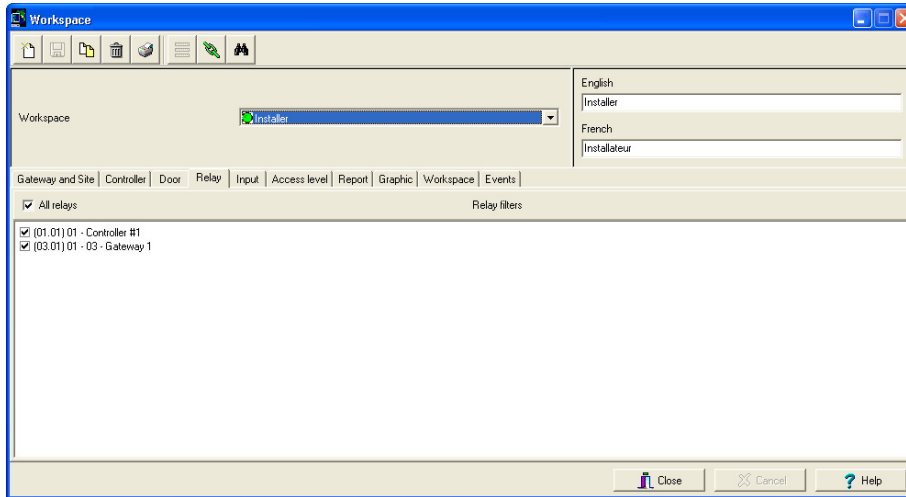 Workspace
English
Installer
Workspace
Installer
French
Installateur
Gateway and Site Controller Door Relay Input Access level Report Graphic Workspace Events
All relays Relay filters
(01.01) 01 - Controller #1
(03.01) 01 - 03 - Gateway 1
Close Cancel ? Help